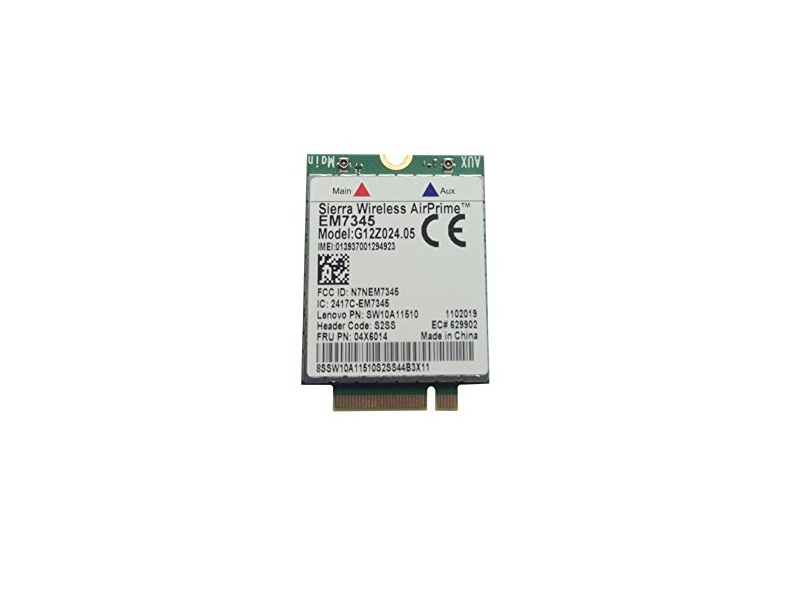 Main AUX
Main Aux
Sierra Wireless AirPrime™
EM7345
Model:G12Z024.05
IMEI:013937001294923
CE
FCC ID: N7NEM7345
IC: 2417C-EM7345
Lenovo PN: SW10A11510 1102019
Header Code: S2SS EC# 629902
FRU PN: 04X6014 Made in China
8SSW10A11510S2SS44B3X11